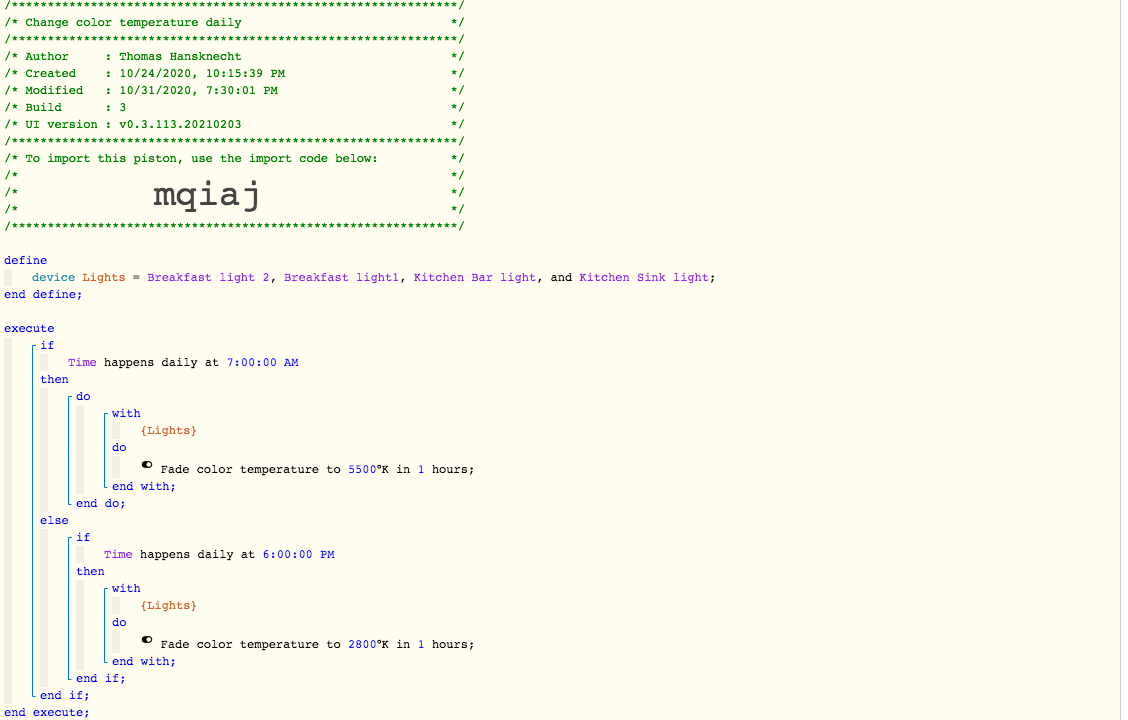 /**************************************************************/
/* Change color temperature daily */
/**************************************************************/
/* Author : Thomas Hansknecht */
/* Created : 10/24/2020, 10:15:39 PM */
/* Modified : 10/31/2020, 7:30:01 PM */
/* Build : 3 */
/* UI version : v0.3.113.20210203 */
/**************************************************************/
/* To import this piston, use the import code below: */
/* */
/* mqiaj */
/* */
/**************************************************************/
define
device Lights = Breakfast light 2, Breakfast light1, Kitchen Bar light, and Kitchen Sink light;
end define;
execute
if
Time happens daily at 7:00:00 AM
then
do
with
{Lights}
do
Fade color temperature to 5500°K in 1 hours;
end with;
end do;
else
if
Time happens daily at 6:00:00 PM
then
with
{Lights}
do
Fade color temperature to 2800°K in 1 hours;
end with;
end if;
end if;
end execute;